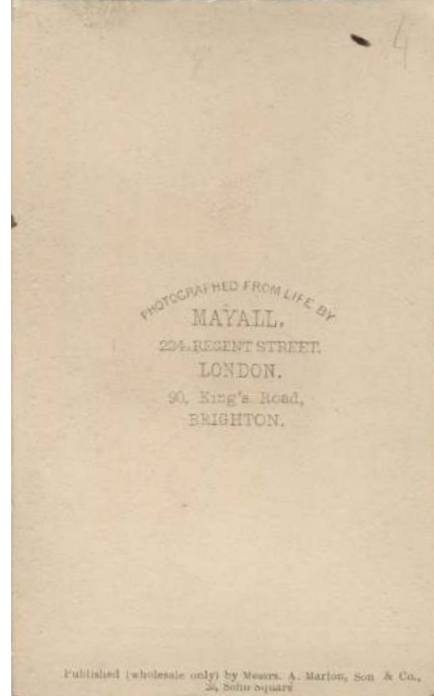 4
PHOTOGRAPHED FROM LIFE BY
MAYALL,
224, REGENT STREET,
LONDON.
90, King's Road,
BRIGHTON.
Published (wholesale only) by Messrs. A. Marion, Son & Co.,
Soho Square